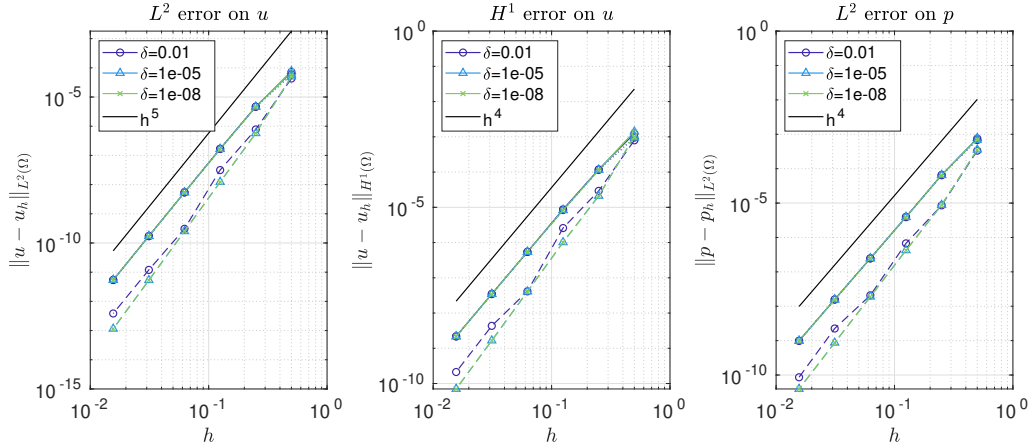 L² error on u
10⁻⁵
10⁻¹⁰
10⁻¹⁵
10⁻²
10⁻¹
10⁰
h
‖u − u_h‖_{L²(Ω)}
δ=0.01
δ=1e-05
δ=1e-08
h⁵
H¹ error on u
10⁰
10⁻⁵
10⁻¹⁰
10⁻²
10⁻¹
10⁰
h
‖u − u_h‖_{H¹(Ω)}
δ=0.01
δ=1e-05
δ=1e-08
h⁴
L² error on p
10⁰
10⁻⁵
10⁻¹⁰
10⁻²
10⁻¹
10⁰
h
‖p − p_h‖_{L²(Ω)}
δ=0.01
δ=1e-05
δ=1e-08
h⁴